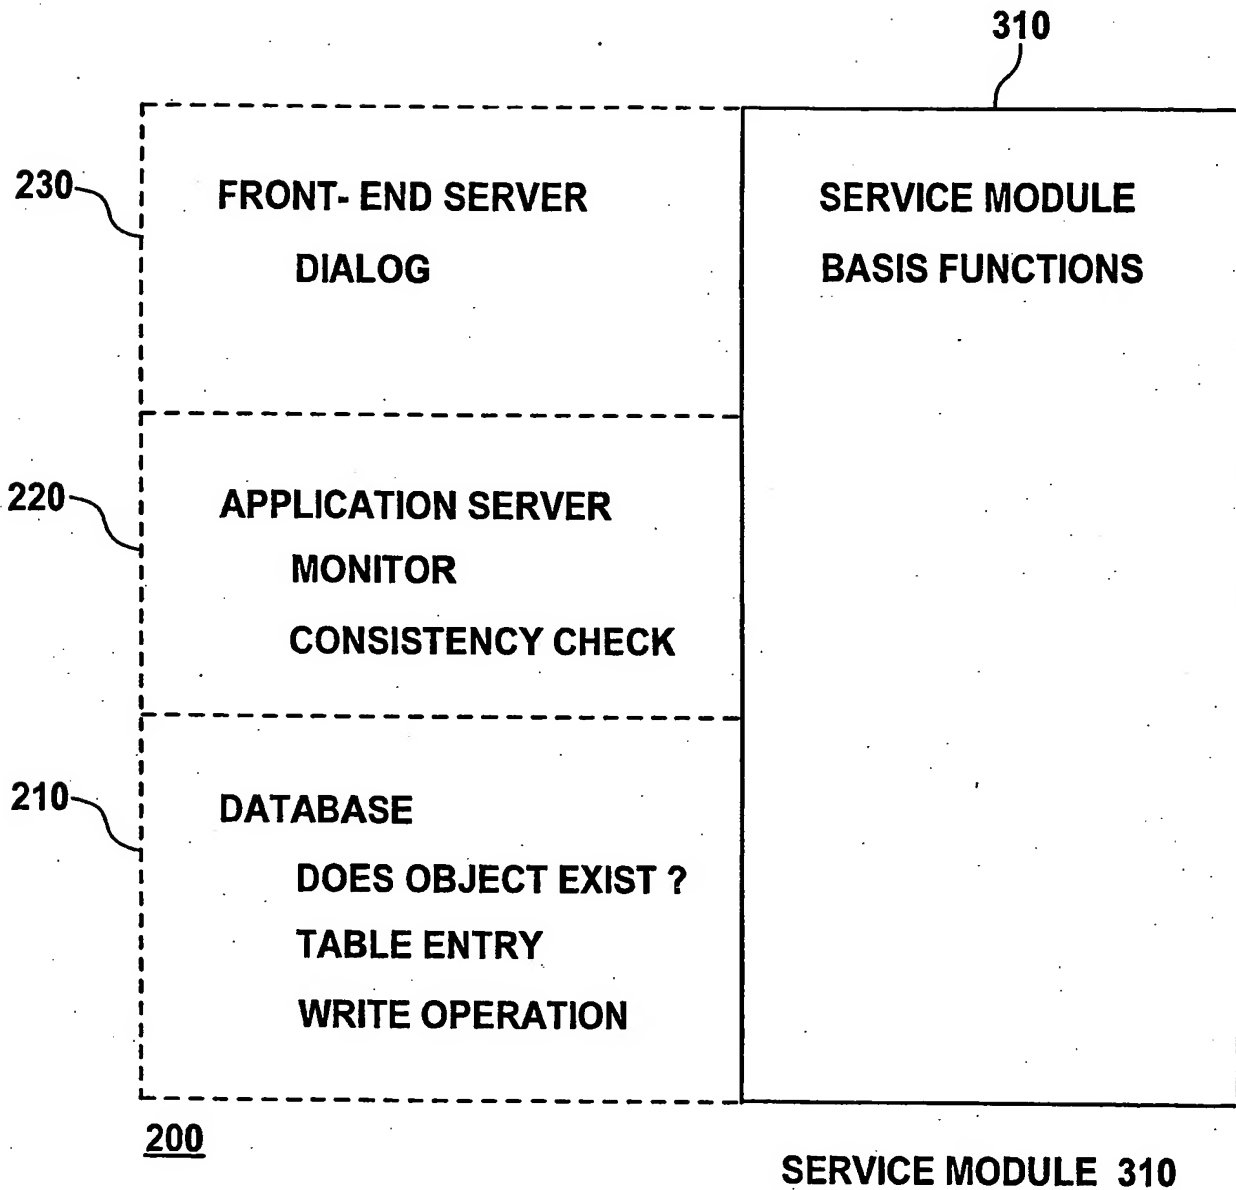 310
230
FRONT- END SERVER
DIALOG
SERVICE MODULE
BASIS FUNCTIONS
220
APPLICATION SERVER
MONITOR
CONSISTENCY CHECK
210
DATABASE
DOES OBJECT EXIST ?
TABLE ENTRY
WRITE OPERATION
200
SERVICE MODULE 310